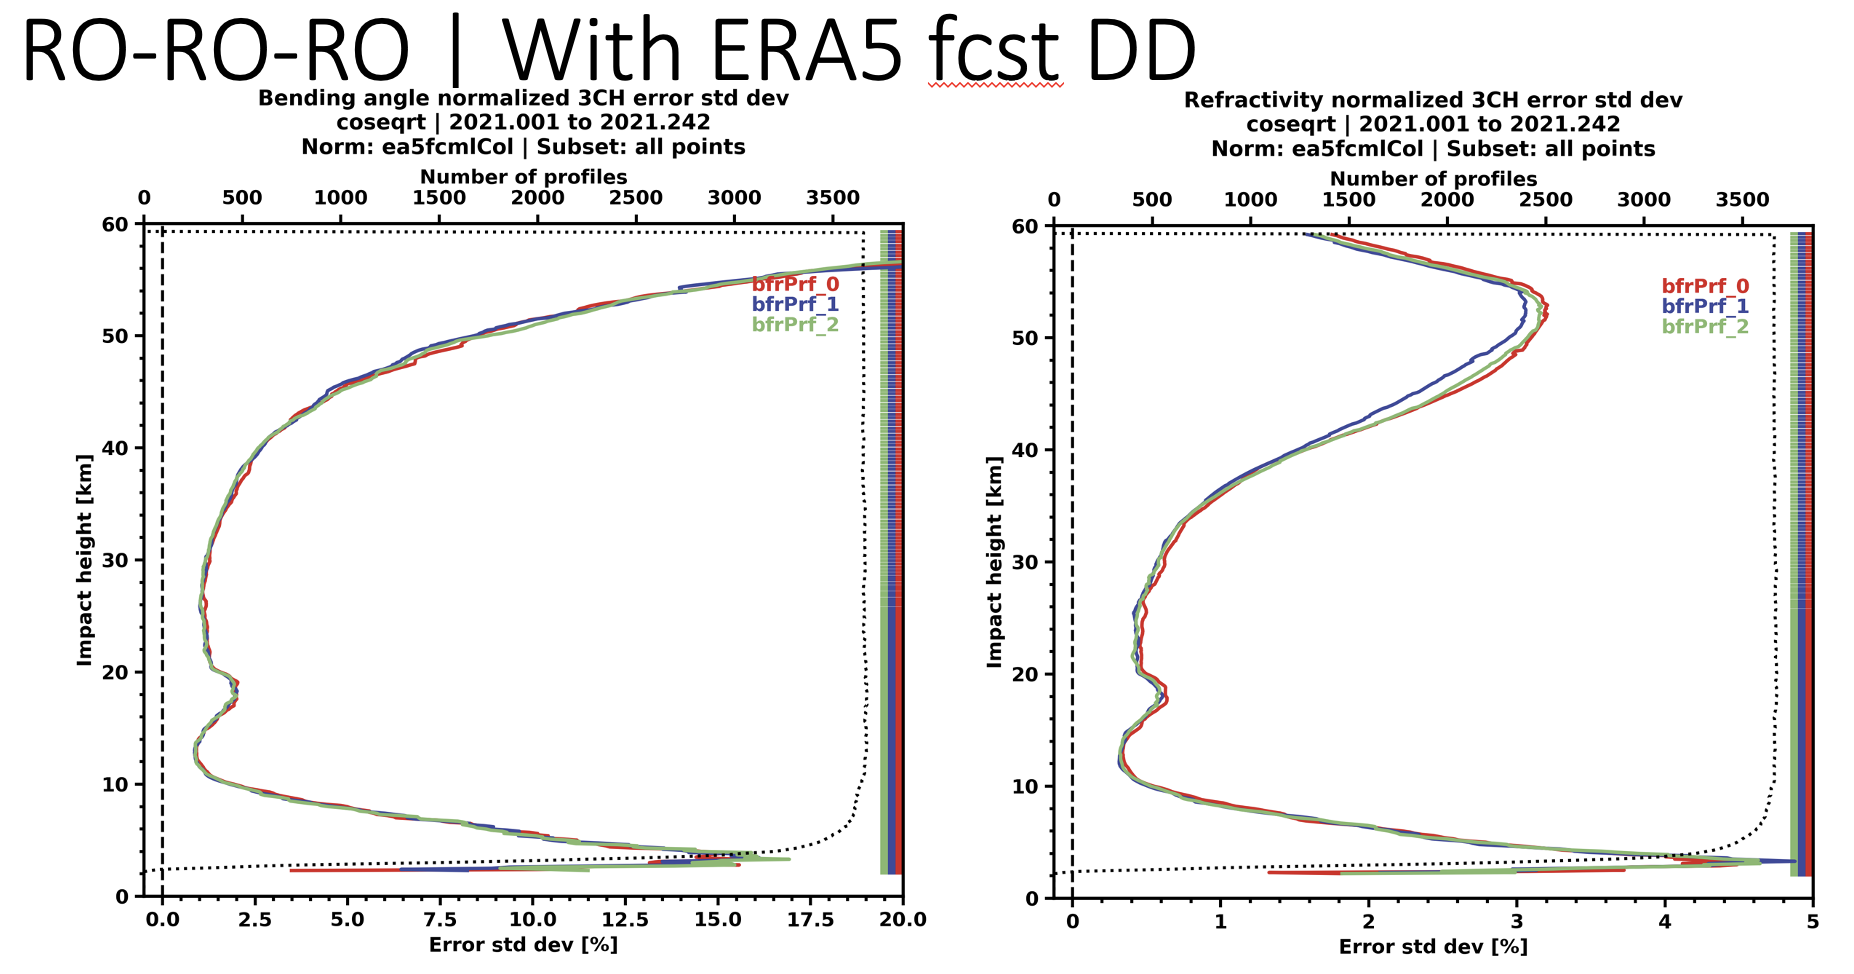 RO-RO-RO | With ERA5 fcst DD
Bending angle normalized 3CH error std dev
coseqrt | 2021.001 to 2021.242
Norm: ea5fcmlCol | Subset: all points
Number of profiles
0 500 1000 1500 2000 2500 3000 3500
60
50
40
30
20
10
0
Impact height [km]
bfrPrf_0
bfrPrf_1
bfrPrf_2
0.0 2.5 5.0 7.5 10.0 12.5 15.0 17.5 20.0
Error std dev [%]
Refractivity normalized 3CH error std dev
coseqrt | 2021.001 to 2021.242
Norm: ea5fcmlCol | Subset: all points
Number of profiles
0 500 1000 1500 2000 2500 3000 3500
60
50
40
30
20
10
0
Impact height [km]
bfrPrf_0
bfrPrf_1
bfrPrf_2
0 1 2 3 4 5
Error std dev [%]